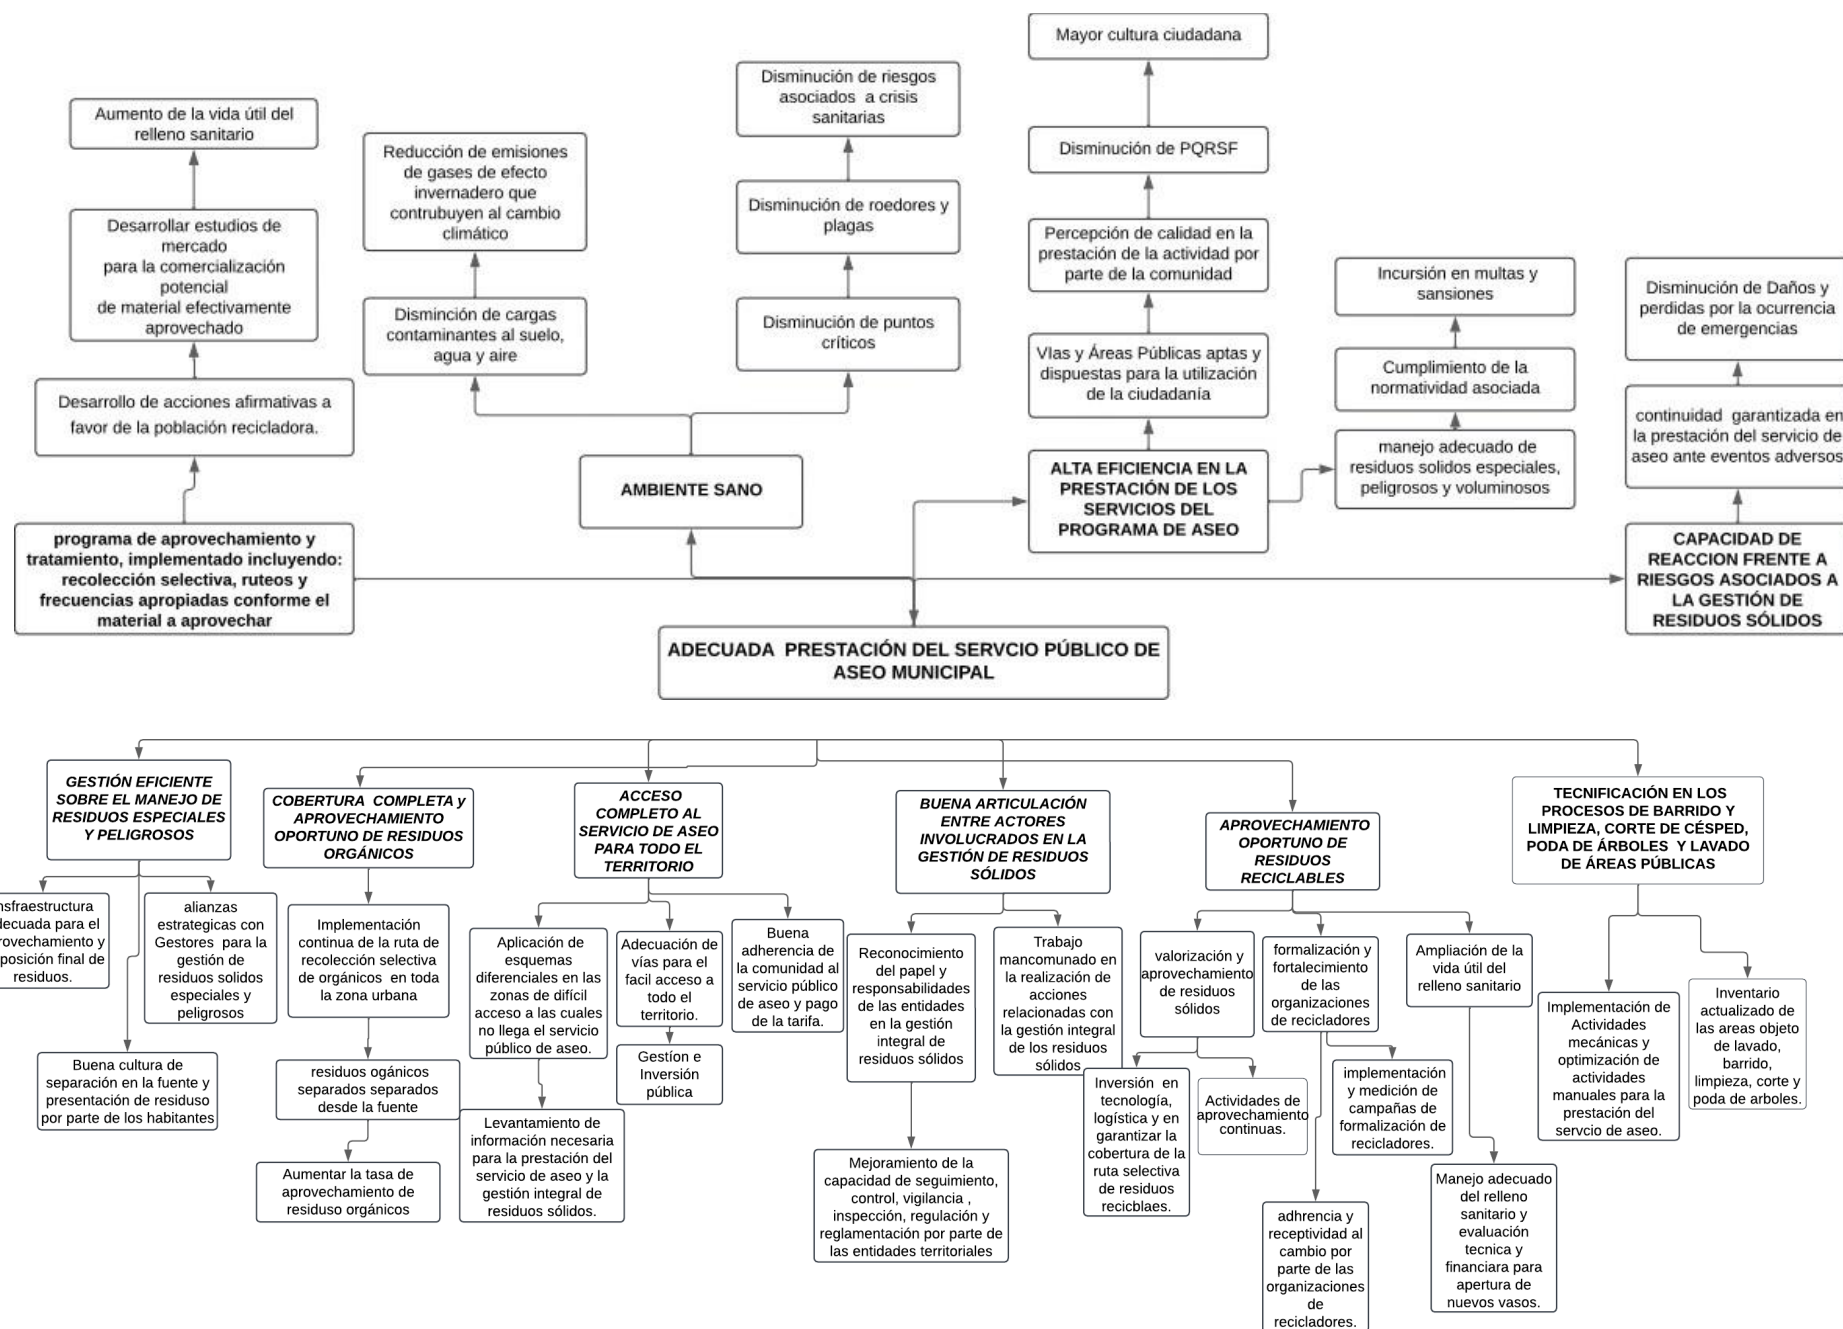 Mayor cultura ciudadana
Disminución de riesgos
asociados  a crisis
sanitarias
Aumento de la vida útil del
relleno sanitario
Reducción de emisiones
de gases de efecto
invernadero que
contrubuyen al cambio
climático
Disminución de PQRSF
Disminución de roedores y
plagas
Desarrollar estudios de
mercado
para la comercialización
potencial
de material efectivamente
aprovechado
Percepción de calidad en la
prestación de la actividad por
parte de la comunidad
Incursión en multas y
sansiones
Disminución de Daños y
perdidas por la ocurrencia
de emergencias
Disminción de cargas
contaminantes al suelo,
agua y aire
Disminución de puntos
críticos
VIas y Áreas Públicas aptas y
dispuestas para la utilización
de la ciudadanía
Cumplimiento de la
normatividad asociada
Desarrollo de acciones afirmativas a
favor de la población recicladora.
continuidad  garantizada en
la prestación del servicio de
aseo ante eventos adversos
manejo adecuado de
residuos solidos especiales,
peligrosos y voluminosos
AMBIENTE SANO
ALTA EFICIENCIA EN LA
PRESTACIÓN DE LOS
SERVICIOS DEL
PROGRAMA DE ASEO
programa de aprovechamiento y
tratamiento, implementado incluyendo:
recolección selectiva, ruteos y
frecuencias apropiadas conforme el
material a aprovechar
CAPACIDAD DE
REACCION FRENTE A
RIESGOS ASOCIADOS A
LA GESTIÓN DE
RESIDUOS SÓLIDOS
ADECUADA  PRESTACIÓN DEL SERVCIO PÚBLICO DE
ASEO MUNICIPAL
GESTIÓN EFICIENTE
SOBRE EL MANEJO DE
RESIDUOS ESPECIALES
Y PELIGROSOS
COBERTURA  COMPLETA y
APROVECHAMIENTO
OPORTUNO DE RESIDUOS
ORGÁNICOS
ACCESO
COMPLETO AL
SERVICIO DE ASEO
PARA TODO EL
TERRITORIO
BUENA ARTICULACIÓN
ENTRE ACTORES
INVOLUCRADOS EN LA
GESTIÓN DE RESIDUOS
SÓLIDOS
APROVECHAMIENTO
OPORTUNO DE
RESIDUOS
RECICLABLES
TECNIFICACIÓN EN LOS
PROCESOS DE BARRIDO Y
LIMPIEZA, CORTE DE CÉSPED,
PODA DE ÁRBOLES  Y LAVADO
DE ÁREAS PÚBLICAS
nsfraestructura
decuada para el
rovechamiento y
posición final de
residuos.
alianzas
estrategicas con
Gestores  para la
gestión de
residuos solidos
especiales y
peligrosos
Buena cultura de
separación en la fuente y
presentación de residuso
por parte de los habitantes
Implementación
continua de la ruta de
recolección selectiva
de orgánicos  en toda
la zona urbana
residuos ogánicos
separados separados
desde la fuente
Aumentar la tasa de
aprovechamiento de
residuso orgánicos
Aplicación de
esquemas
diferenciales en las
zonas de difícil
acceso a las cuales
no llega el servicio
público de aseo.
Levantamiento de
información necesaria
para la prestación del
servicio de aseo y la
gestión integral de
residuos sólidos.
Adecuación de
vías para el
facil acceso a
todo el
territorio.
Gestíon e
Inversión
pública
Buena
adherencia de
la comunidad al
servicio público
de aseo y pago
de la tarifa.
Reconocimiento
del papel y
responsabilidades
de las entidades
en la gestión
integral de
residuos sólidos
Mejoramiento de la
capacidad de seguimiento,
control, vigilancia ,
inspección, regulación y
reglamentación por parte de
las entidades territoriales
Trabajo
mancomunado en
la realización de
acciones
relacionadas con
la gestión integral
de los residuos
sólidos
valorización y
aprovechamiento
de residuos
sólidos
Inversión  en
tecnología,
logística y en
garantizar la
cobertura de la
ruta selectiva
de residuos
recicblaes.
Actividades de
aprovechamiento
continuas.
formalización y
fortalecimiento
de las
organizaciones
de recicladores
implementación
y medición de
campañas de
formalización de
recicladores.
adhrencia y
receptividad al
cambio por
parte de las
organizaciones
de
recicladores.
Ampliación de la
vida útil del
relleno sanitario
Manejo adecuado
del relleno
sanitario y
evaluación
tecnica y
financiara para
apertura de
nuevos vasos.
Implementación de
Actividades
mecánicas y
optimización de
actividades
manuales para la
prestación del
servcio de aseo.
Inventario
actualizado de
las areas objeto
de lavado,
barrido,
limpieza, corte y
poda de arboles.